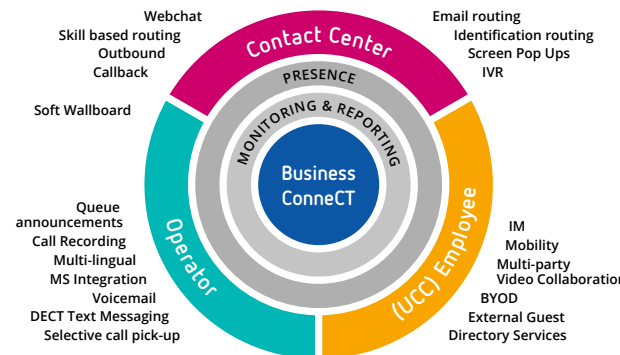 Webchat
Skill based routing
Outbound
Callback
Soft Wallboard
Email routing
Identification routing
Screen Pop Ups
IVR
Contact Center
PRESENCE
MONITORING & REPORTING
Business
ConneCT
Operator
(UCC) Employee
Queue
announcements
Call Recording
Multi-lingual
MS Integration
Voicemail
DECT Text Messaging
Selective call pick-up
IM
Mobility
Multi-party
Video Collaboration
BYOD
External Guest
Directory Services